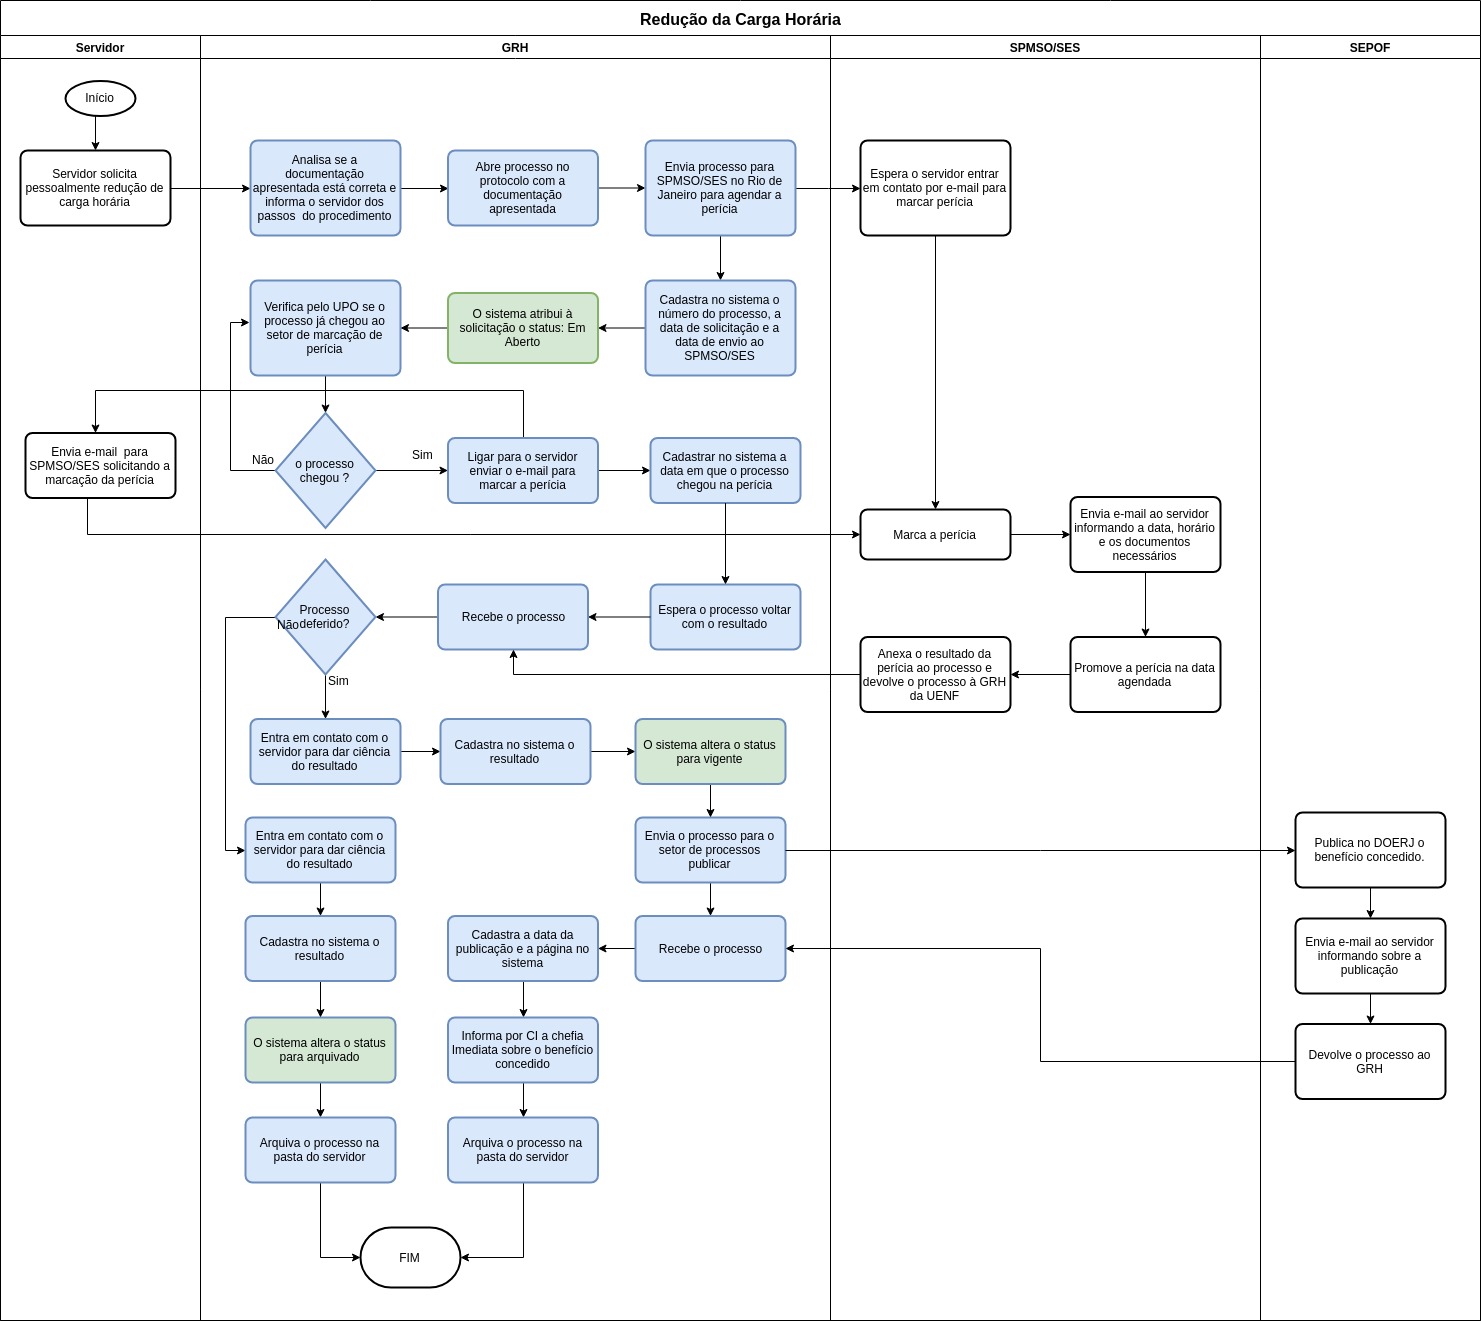 Redução da Carga Horária
Servidor
GRH
SPMSO/SES
SEPOF
Início
Servidor solicita
pessoalmente redução de
carga horária
Analisa se a
documentação
apresentada está correta e
informa o servidor dos
passos do procedimento
Abre processo no
protocolo com a
documentação
apresentada
Envia processo para
SPMSO/SES no Rio de
Janeiro para agendar a
perícia
Espera o servidor entrar
em contato por e-mail para
marcar perícia
Verifica pelo UPO se o
processo já chegou ao
setor de marcação de
perícia
O sistema atribui à
solicitação o status: Em
Aberto
Cadastra no sistema o
número do processo, a
data de solicitação e a
data de envio ao
SPMSO/SES
Envia e-mail para
SPMSO/SES solicitando a
marcação da perícia
Não
o processo
chegou ?
Sim
Ligar para o servidor
enviar o e-mail para
marcar a perícia
Cadastrar no sistema a
data em que o processo
chegou na perícia
Marca a perícia
Envia e-mail ao servidor
informando a data, horário
e os documentos
necessários
Processo
deferido?
Não
Sim
Recebe o processo
Espera o processo voltar
com o resultado
Anexa o resultado da
perícia ao processo e
devolve o processo à GRH
da UENF
Promove a perícia na data
agendada
Entra em contato com o
servidor para dar ciência
do resultado
Cadastra no sistema o
resultado
O sistema altera o status
para vigente
Entra em contato com o
servidor para dar ciência
do resultado
Envia o processo para o
setor de processos
publicar
Publica no DOERJ o
benefício concedido.
Cadastra no sistema o
resultado
Cadastra a data da
publicação e a página no
sistema
Recebe o processo
Envia e-mail ao servidor
informando sobre a
publicação
O sistema altera o status
para arquivado
Informa por CI a chefia
Imediata sobre o benefício
concedido
Devolve o processo ao
GRH
Arquiva o processo na
pasta do servidor
Arquiva o processo na
pasta do servidor
FIM